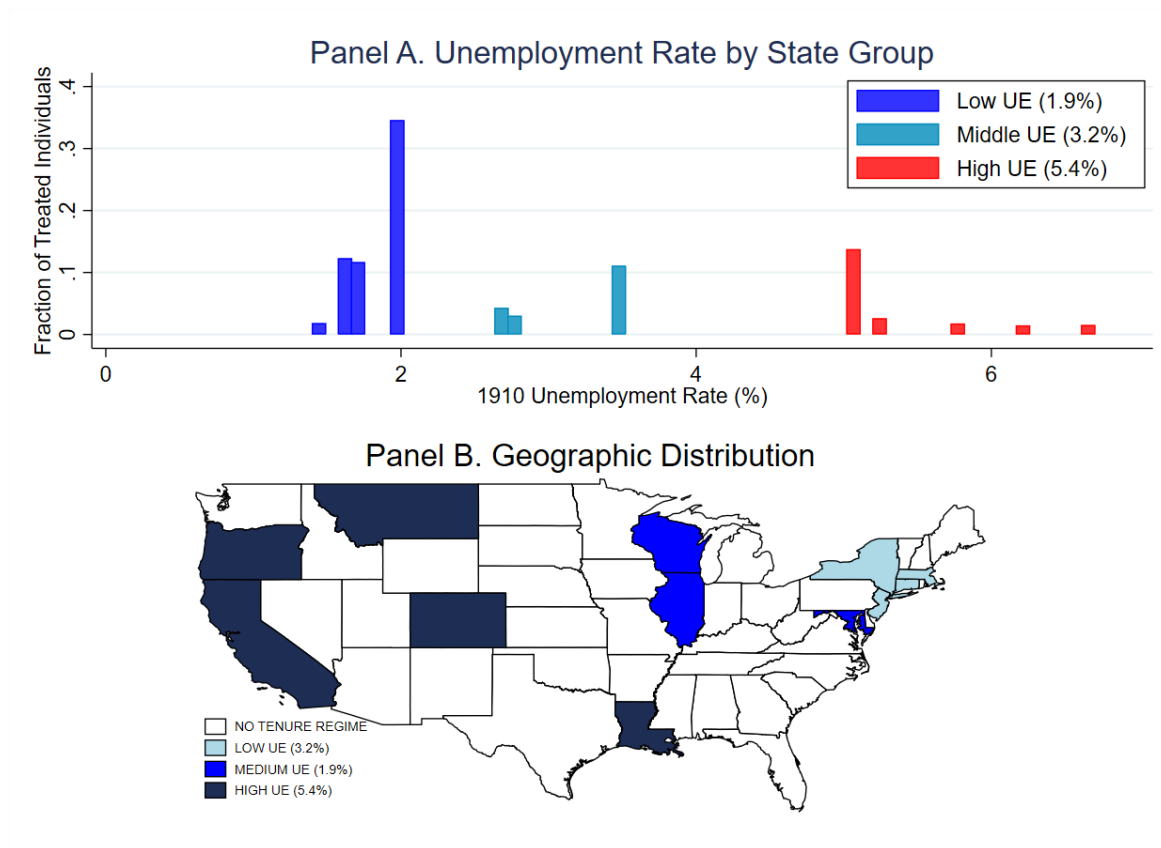 Panel A. Unemployment Rate by State Group
Fraction of Treated Individuals
.4
.3
.2
.1
0
Low UE (1.9%)
Middle UE (3.2%)
High UE (5.4%)
0 2 4 6
1910 Unemployment Rate (%)
Panel B. Geographic Distribution
NO TENURE REGIME
LOW UE (3.2%)
MEDIUM UE (1.9%)
HIGH UE (5.4%)